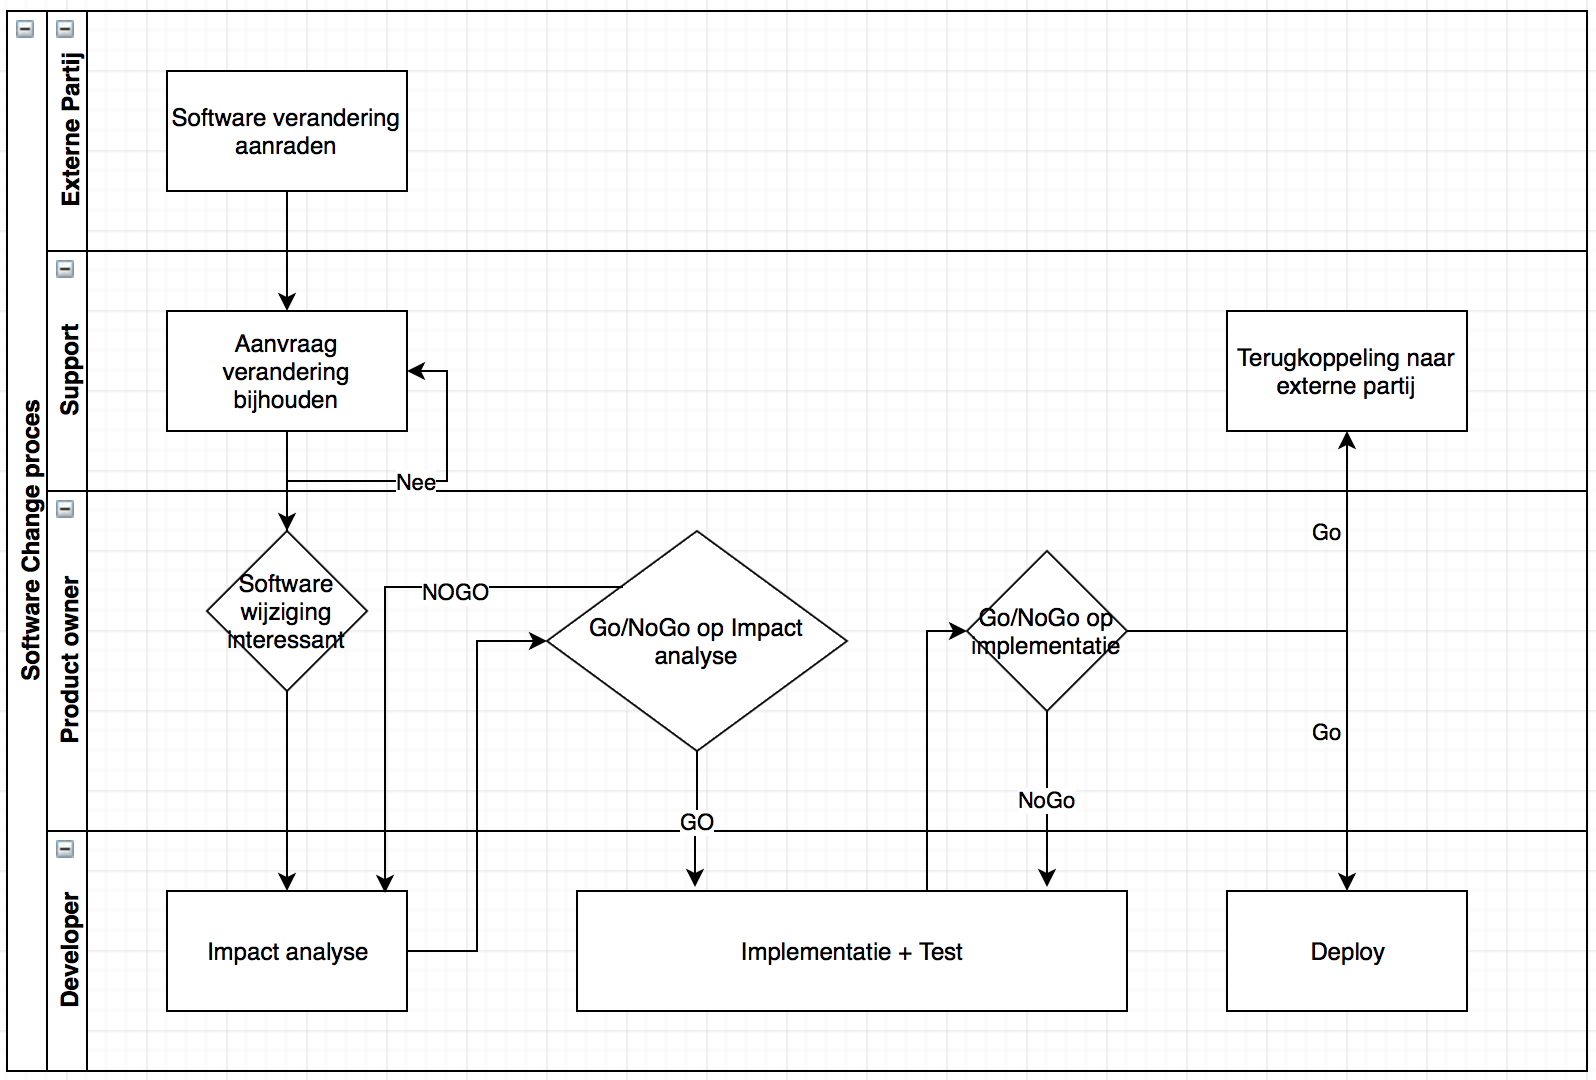 Software Change proces
Externe Partij
Software verandering
aanraden
Support
Aanvraag
verandering
bijhouden
Terugkoppeling naar
externe partij
Nee
Product owner
Software
wijziging
interessant
NOGO
Go/NoGo op Impact
analyse
Go/NoGo op
implementatie
Go
Go
NoGo
GO
Developer
Impact analyse
Implementatie + Test
Deploy